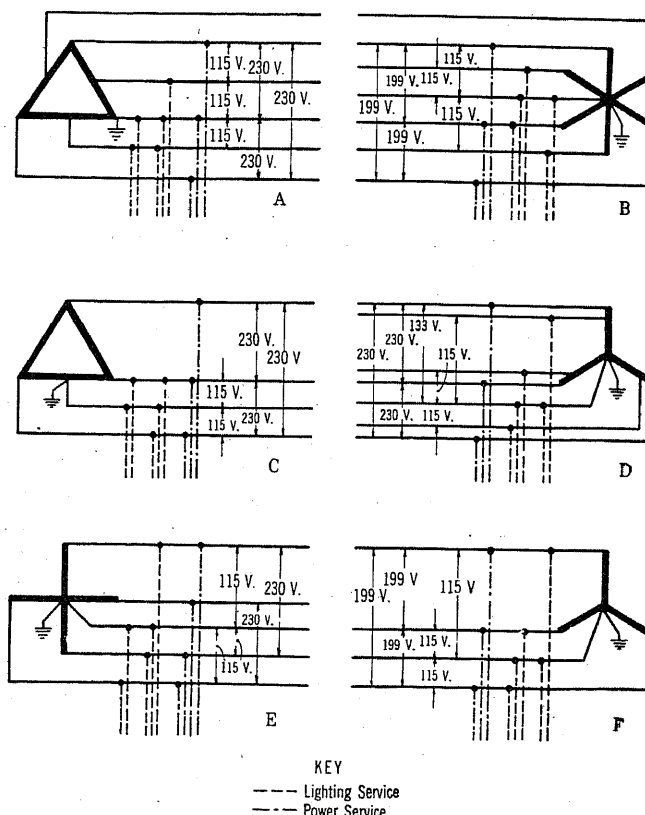 115 V. 230 V.
115 V. 230 V.
115 V.
230 V.
A
115 V.
199 V. 115 V.
199 V. 115 V.
199 V.
B
230 V.
230 V
115 V.
230 V.
115 V.
C
133 V.
230 V.
230 V. 115 V.
230 V. 115 V.
D
115 V. 230 V.
230 V.
115 V.
E
199 V 115 V
199 V.
115 V.
199 V.
115 V.
F
KEY
Lighting Service
Power Service